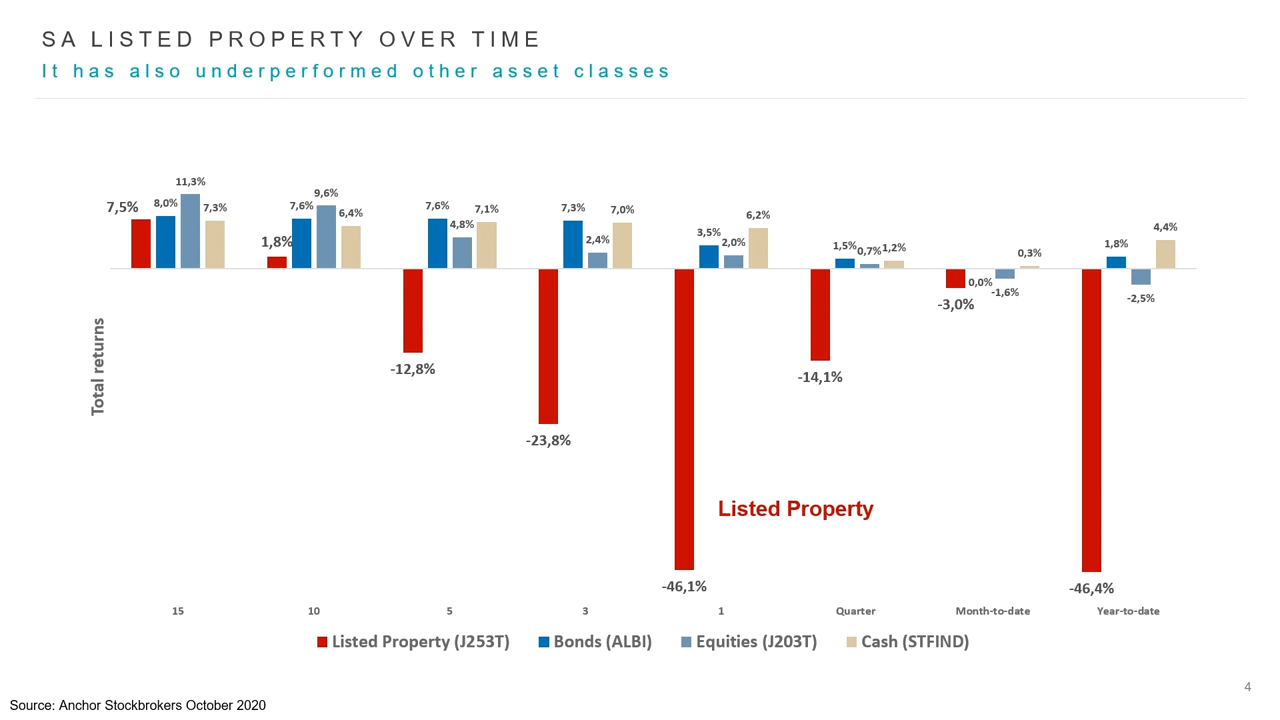 SA LISTED PROPERTY OVER TIME
It has also underperformed other asset classes
7,5% 8,0% 11,3% 7,3%
1,8% 7,6% 9,6% 6,4%
-12,8% 7,6% 4,8% 7,1%
-23,8% 7,3% 2,4% 7,0%
-46,1% 3,5% 2,0% 6,2%
-14,1% 1,5% 0,7% 1,2%
-3,0% 0,0% -1,6% 0,3%
-46,4% 1,8% -2,5% 4,4%
Total returns
Listed Property
15 10 5 3 1 Quarter Month-to-date Year-to-date
Listed Property (J253T) Bonds (ALBI) Equities (J203T) Cash (STFIND)
4
Source: Anchor Stockbrokers October 2020